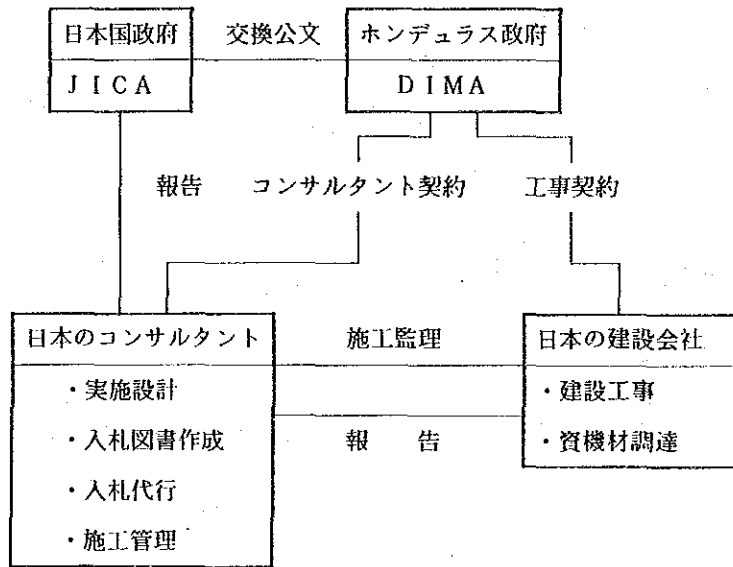 日本国政府 交換公文 ホンデュラス政府
JICA DIMA
報告 コンサルタント契約 工事契約
日本のコンサルタント 施工監理 日本の建設会社
・実施設計 ・建設工事
・入札図書作成 報 告 ・資機材調達
・入札代行
・施工管理